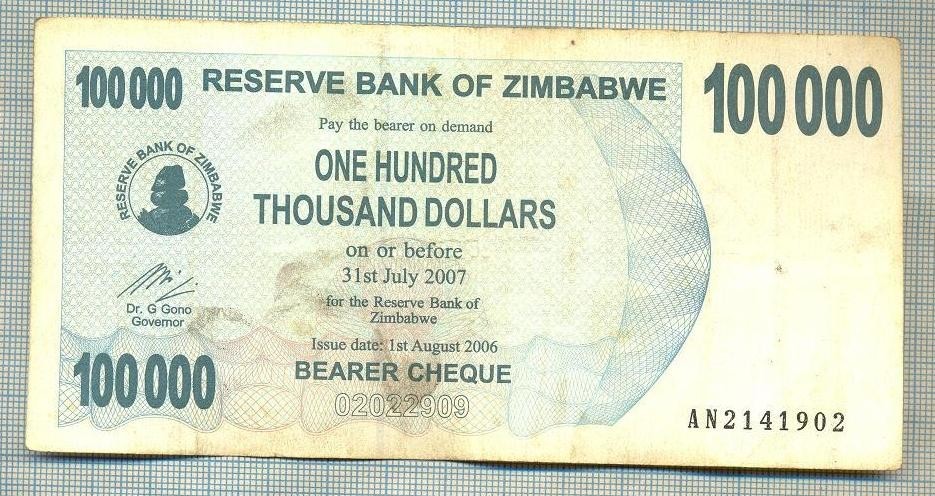 100 000 RESERVE BANK OF ZIMBABWE 100 000
Pay the bearer on demand
ONE HUNDRED
THOUSAND DOLLARS
RESERVE BANK OF ZIMBABWE
on or before
31st July 2007
for the Reserve Bank of
Zimbabwe
Dr. G Gono
Governor
Issue date: 1st August 2006
100 000
BEARER CHEQUE
02022909
AN2141902